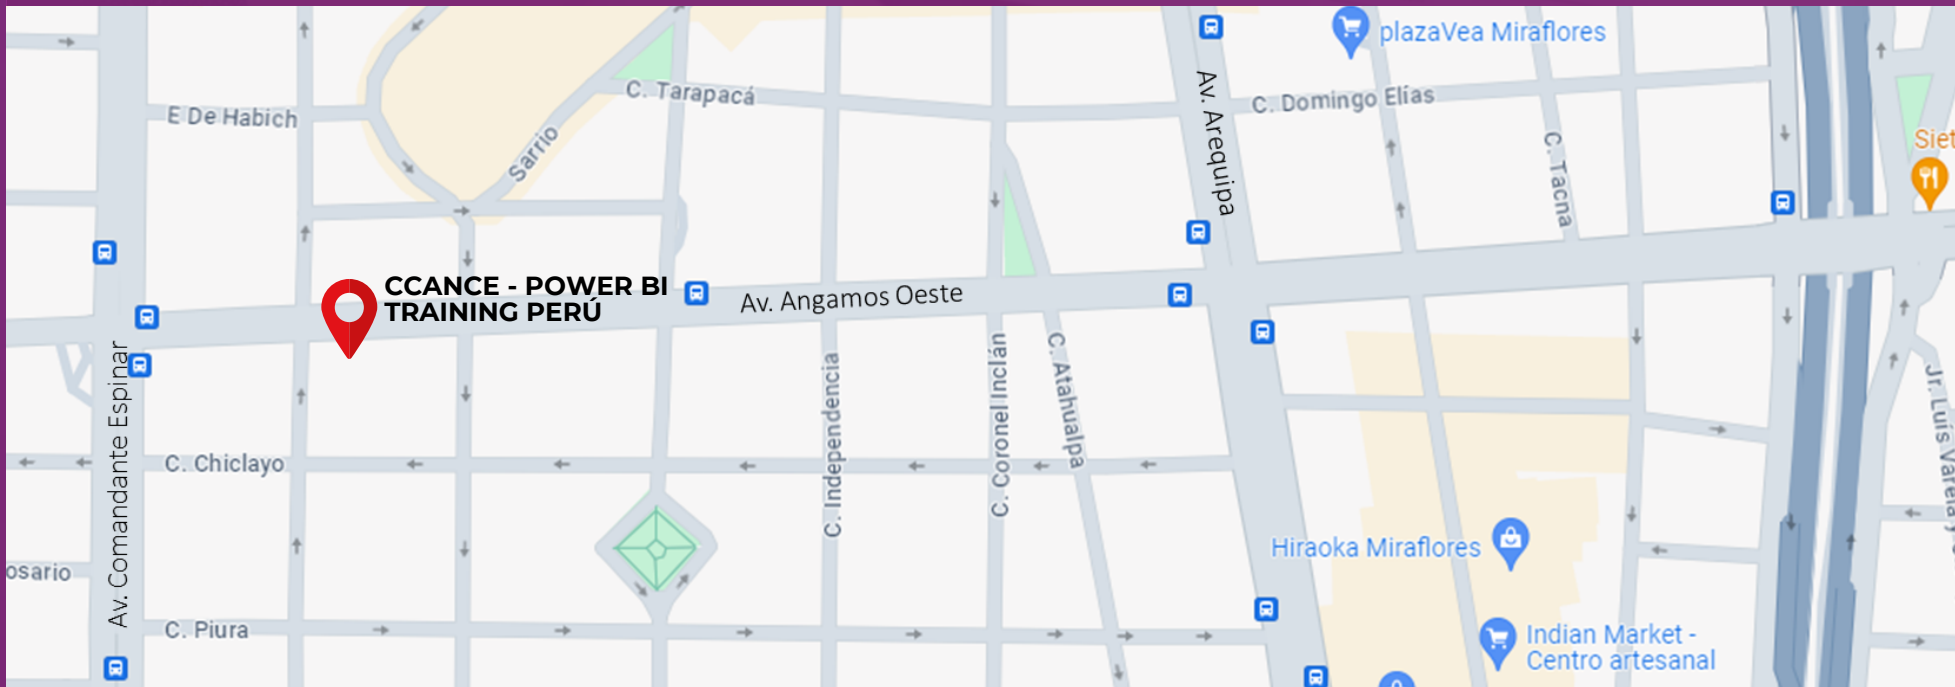 plazaVea Miraflores
C. Tarapacá
Av. Arequipa
C. Domingo Elías
E De Habich
Sarrio
C. Tacna
Siet
CCANCE - POWER BI
TRAINING PERÚ
Av. Angamos Oeste
Av. Comandante Espinar
C. Independencia
C. Coronel Inclán
C. Atahualpa
Jr. Luis Varela y
C. Chiclayo
Hiraoka Miraflores
osario
C. Piura
Indian Market -
Centro artesanal